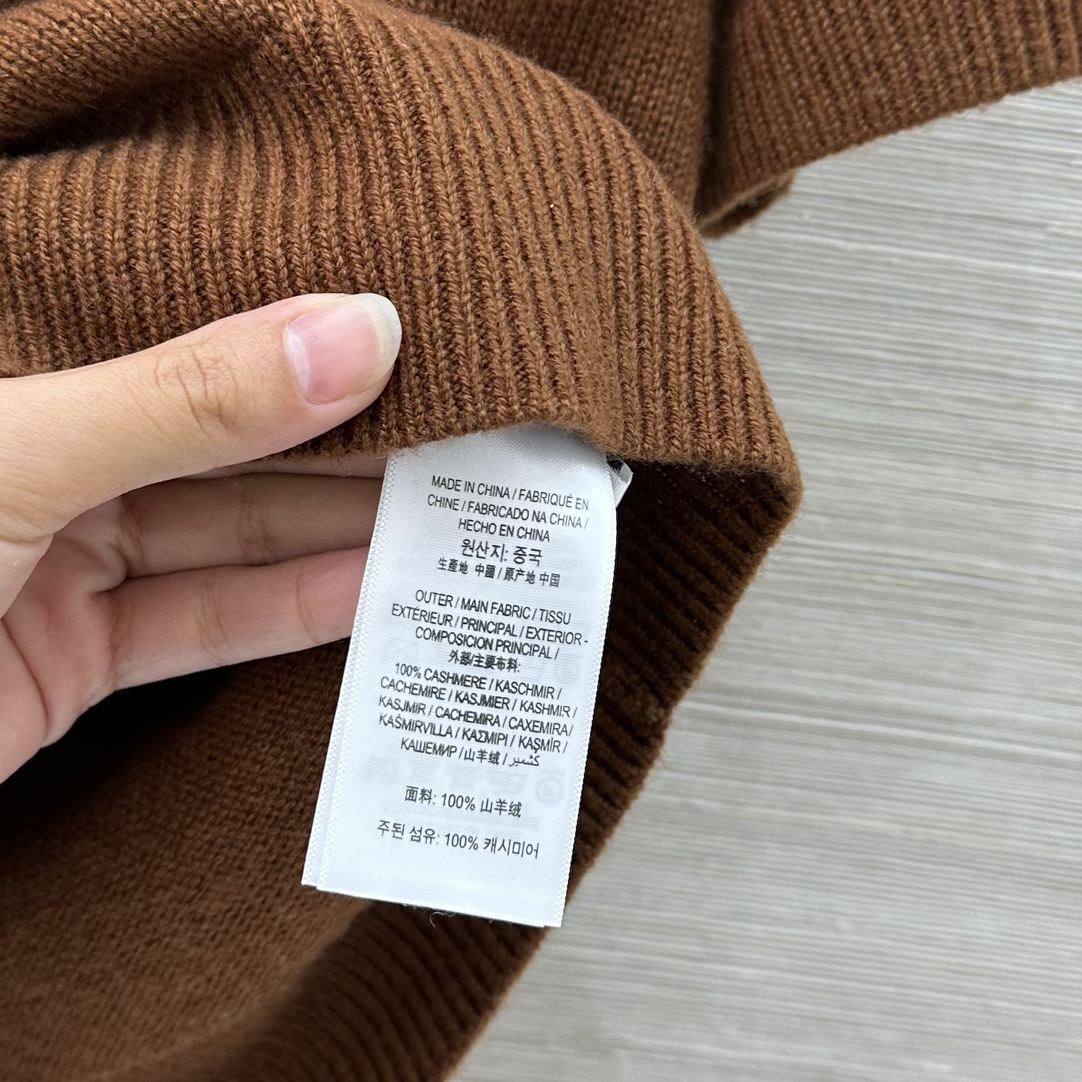 MADE IN CHINA / FABRIQUÉ EN
CHINE / FABRICADO NA CHINA /
HECHO EN CHINA
원산지: 중국
生產地 中國 / 原产地 中国
OUTER / MAIN FABRIC / TISSU
EXTÉRIEUR / PRINCIPAL / EXTERIOR -
COMPOSICION PRINCIPAL /
外部/主要布料:
100% CASHMERE / KASCHMIR /
CACHEMIRE / KASJMIER / KASHMIR /
KASJMIR / CACHEMIRA / CAXEMIRA /
KAŠMIRVILLA / ΚΑΣΜΙΡΙ / KAŞMİR /
КАШЕМИР /山羊绒 / كشمير
面料: 100% 山羊绒
주된 섬유: 100% 캐시미어